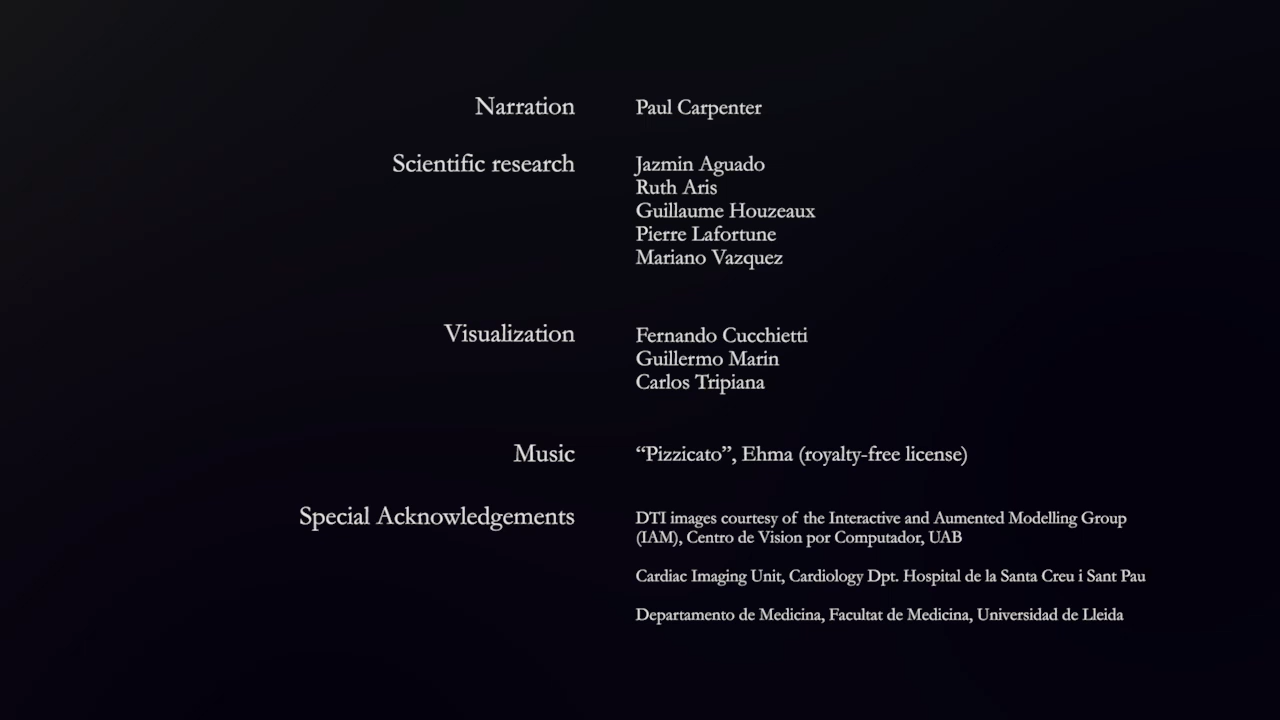 Narration Paul Carpenter
Scientific research Jazmin Aguado
Ruth Aris
Guillaume Houzeaux
Pierre Lafortune
Mariano Vazquez
Visualization Fernando Cucchietti
Guillermo Marin
Carlos Tripiana
Music “Pizzicato”, Ehma (royalty-free license)
Special Acknowledgements DTI images courtesy of the Interactive and Aumented Modelling Group
(IAM), Centro de Vision por Computador, UAB
Cardiac Imaging Unit, Cardiology Dpt. Hospital de la Santa Creu i Sant Pau
Departamento de Medicina, Facultat de Medicina, Universidad de Lleida